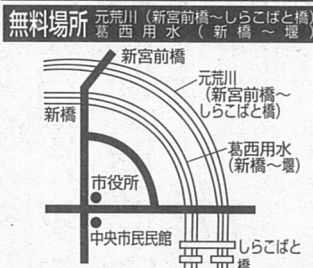 無料場所 元荒川(新宮前橋〜しらこばと橋)
葛西用水(新橋〜堰)
新宮前橋
元荒川
(新宮前橋〜
しらこばと橋)
新橋
葛西用水
(新橋〜堰)
市役所
中央市民民館
しらこばと
橋